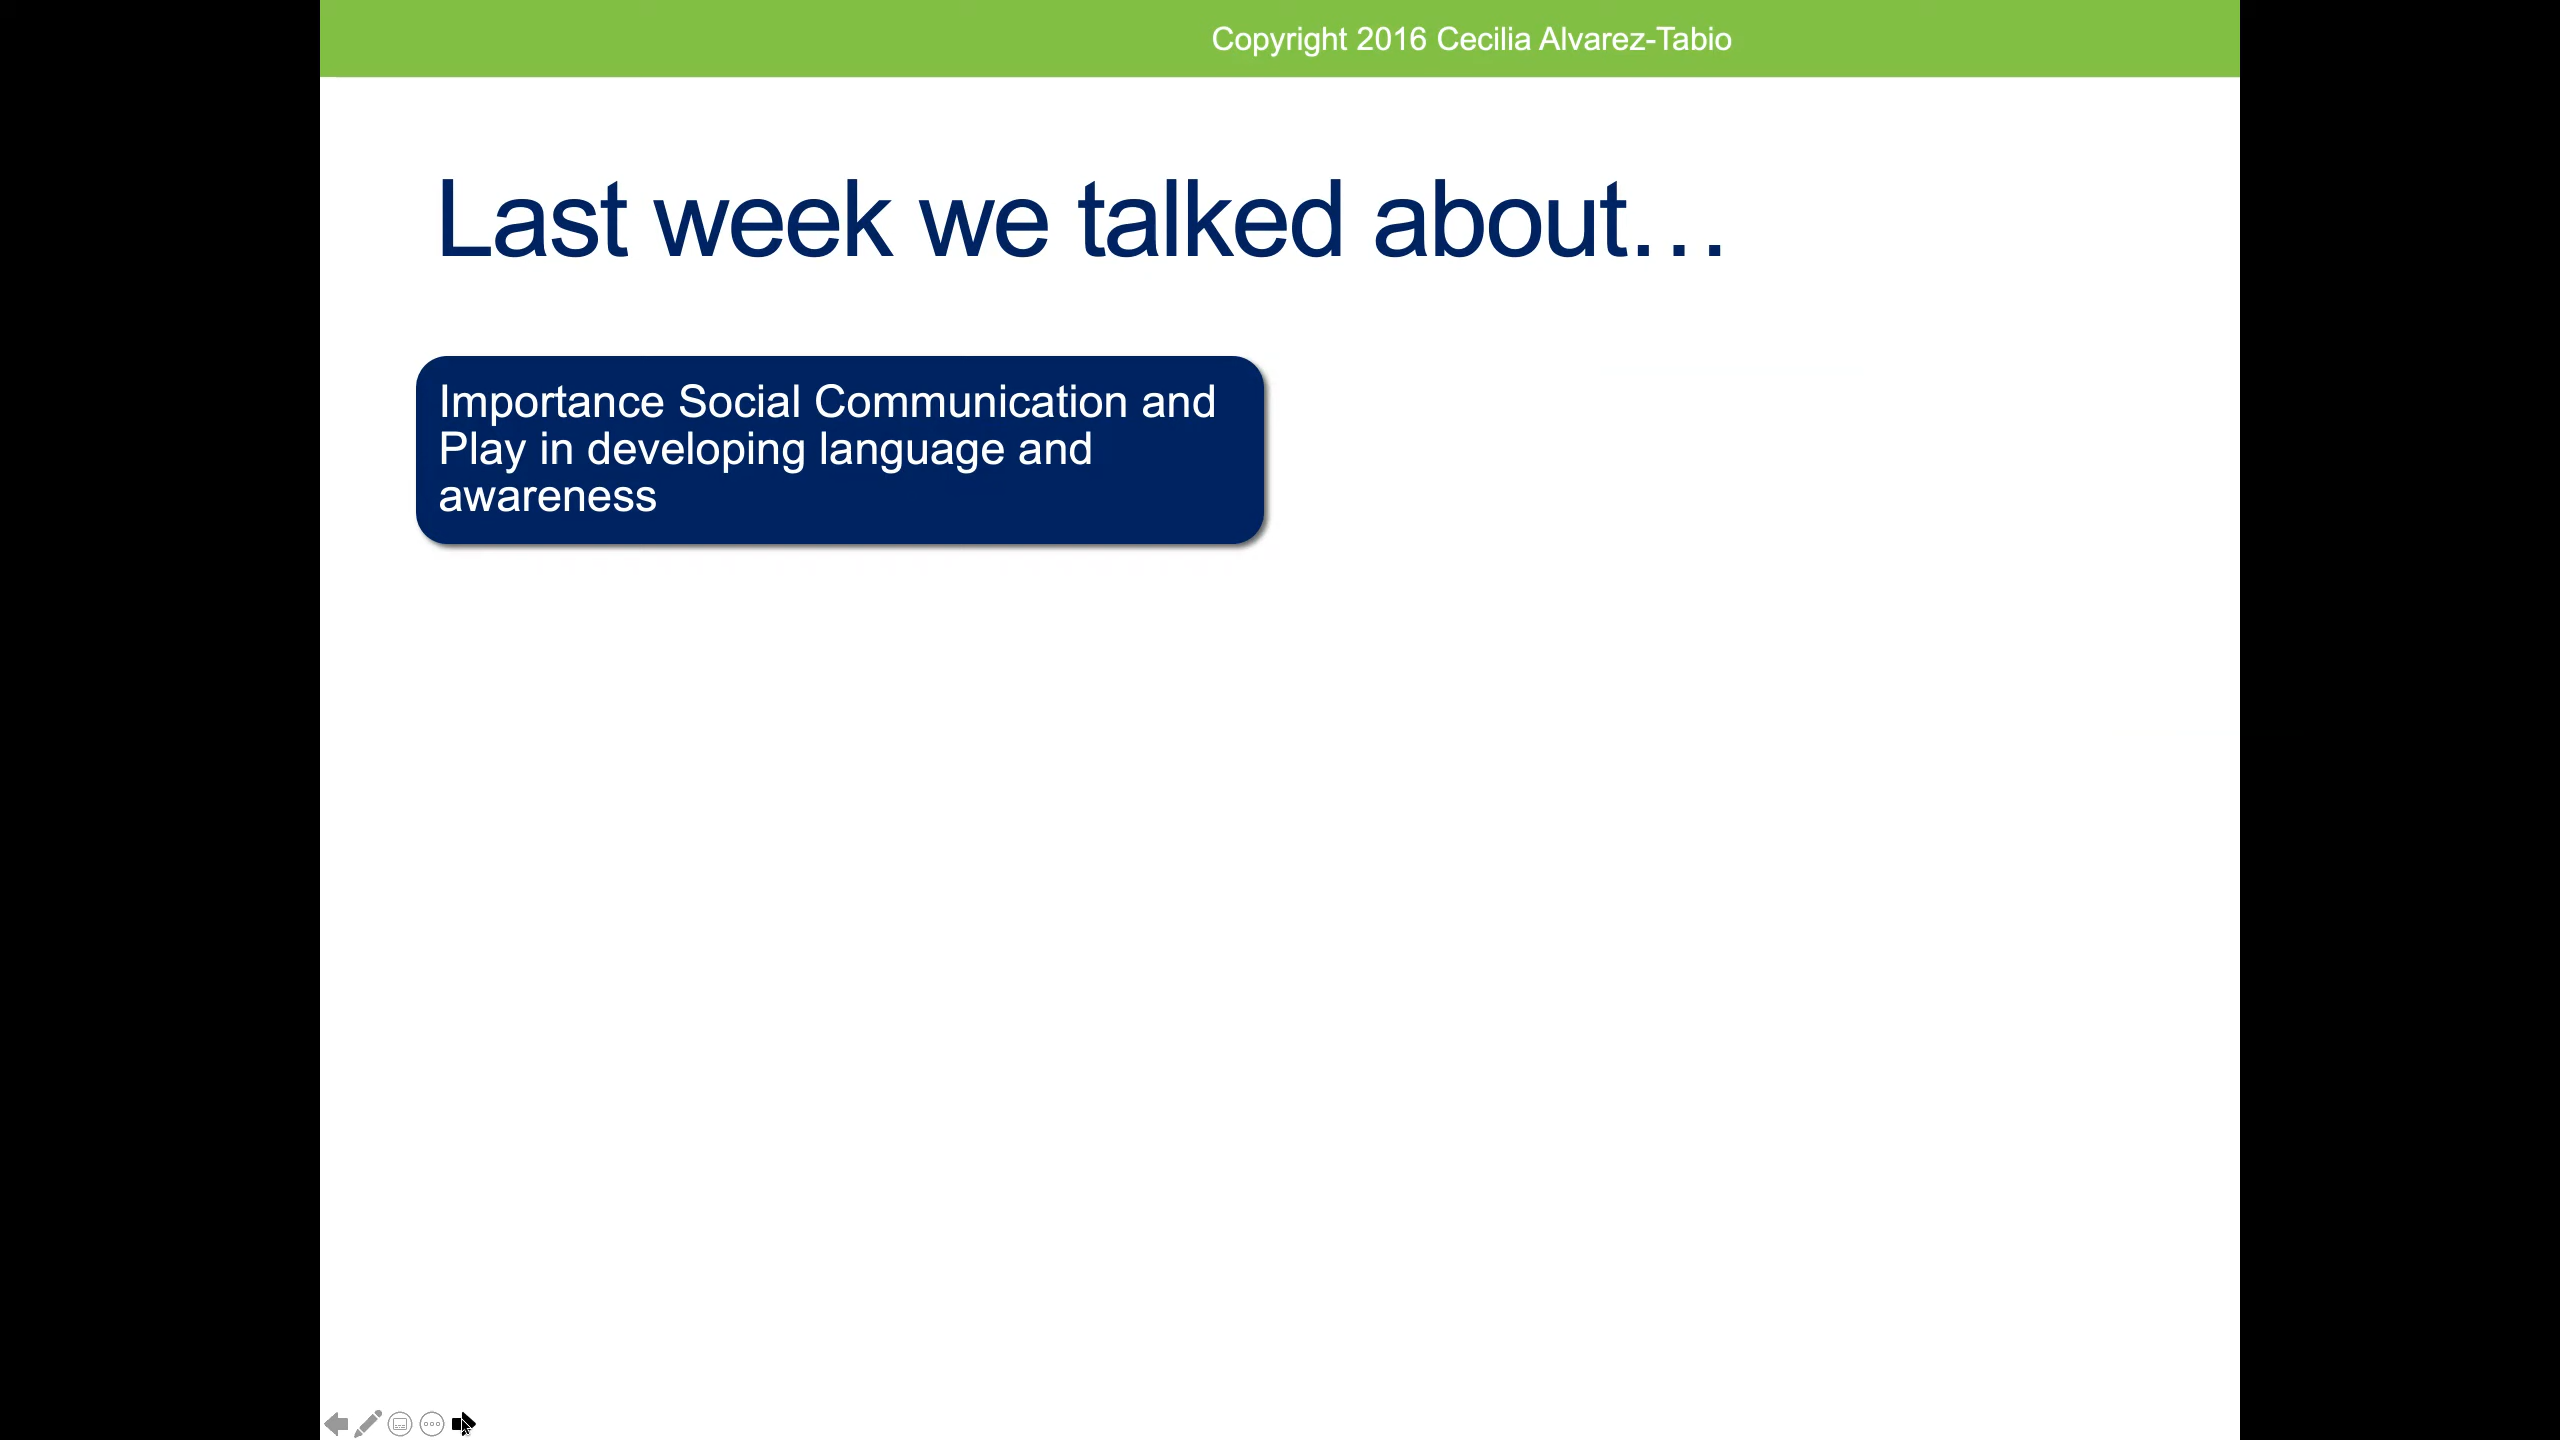 Copyright 2016 Cecilia Alvarez-Tabio
Last week we talked about…
Importance Social Communication and
Play in developing language and
awareness